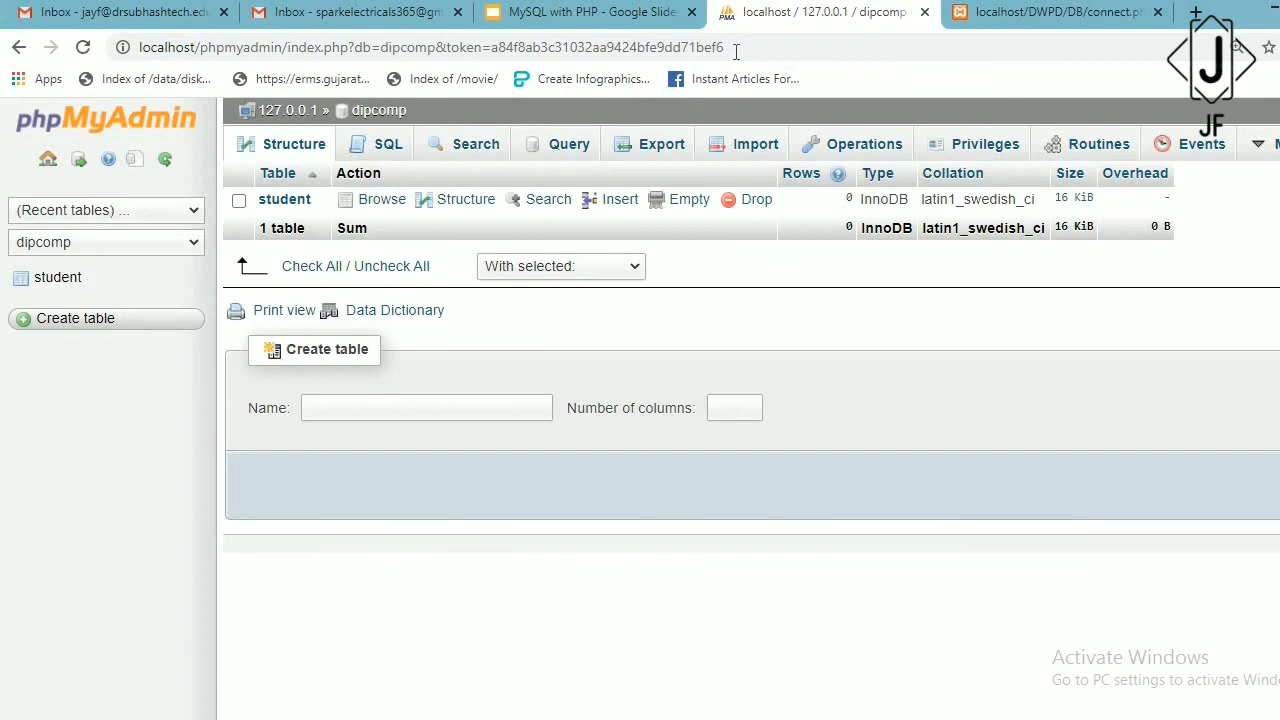 Inbox - jayf@drsubhashtech.edu
Inbox - sparkelectricals365@gm
MySQL with PHP - Google Slides
localhost / 127.0.0.1 / dipcomp
localhost/DWPD/DB/connect.ph
localhost/phpmyadmin/index.php?db=dipcomp&token=a84f8ab3c31032aa9424bfe9dd71bef6
Apps
Index of /data/disk...
https://erms.gujarat...
Index of /movie/
Create Infographics...
Instant Articles For...
J
JF
phpMyAdmin
(Recent tables) ...
dipcomp
student
Create table
127.0.0.1 » dipcomp
Structure SQL Search Query Export Import Operations Privileges Routines Events
Table Action Rows Type Collation Size Overhead
student Browse Structure Search Insert Empty Drop 0 InnoDB latin1_swedish_ci 16 KiB -
1 table Sum 0 InnoDB latin1_swedish_ci 16 KiB 0 B
Check All / Uncheck All With selected:
Print view Data Dictionary
Create table
Name: Number of columns:
Activate Windows
Go to PC settings to activate Wind